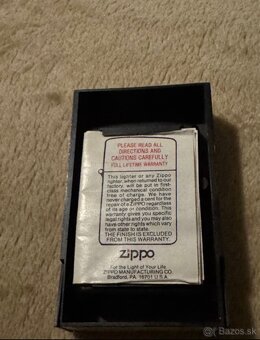 PLEASE READ ALL
DIRECTIONS AND
CAUTIONS CAREFULLY
FULL LIFETIME WARRANTY
This lighter or any Zippo
lighter, when returned to our
factory, will be put in first-
class mechanical condition
free of charge. We have
never charged a cent for the
repair of a ZIPPO regardless
of its age or condition. This
warranty gives you specific
legal rights and you may
also have other rights which
vary from state to state.
THE FINISH IS EXCLUDED
FROM THIS WARRANTY.
zippo
For the Light of Your Life
ZIPPO MANUFACTURING CO.
Bradford, PA. 16701 U.S.A.
Bazos.sk